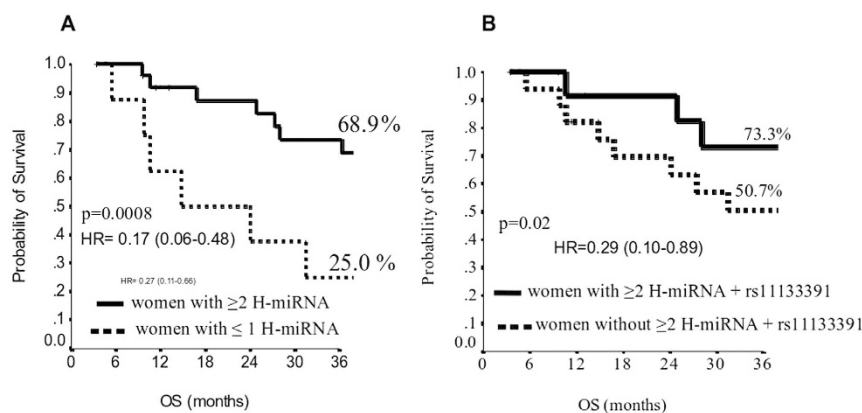 A
Probability of Survival
1.0
.9
.8
.7
.6
.5
.4
.3
.2
.1
0.0
68.9%
p=0.0008
HR= 0.17 (0.06-0.48)
25.0 %
HR= 0.27 (0.11-0.66)
women with ≥2 H-miRNA
women with ≤ 1 H-miRNA
0 6 12 18 24 30 36
OS (months)
B
Probability of Survival
1.0
.9
.8
.7
.6
.5
.4
.3
.2
.1
0.0
73.3%
50.7%
p=0.02
HR=0.29 (0.10-0.89)
women with ≥2 H-miRNA + rs11133391
women without ≥2 H-miRNA + rs11133391
0 6 12 18 24 30 36
OS (months)